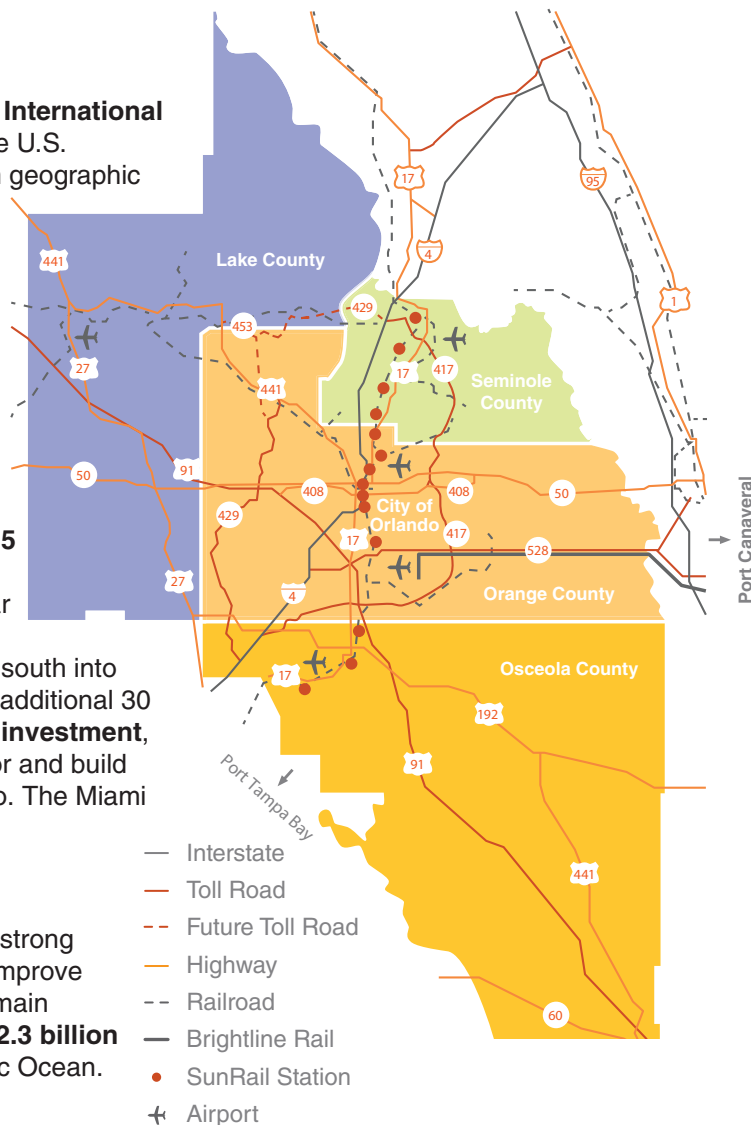 International
e U.S.
geographic
5
r
south into
additional 30
investment,
or and build
o. The Miami
strong
mprove
main
2.3 billion
c Ocean.
17
95
4
441
Lake County
1
429
453
27
17
417
441
Seminole
County
91
50
408
408
50
City of
Orlando
429
417
17
528
Port Canaveral
27
4
Orange County
Osceola County
17
192
91
Port Tampa Bay
441
60
Interstate
Toll Road
Future Toll Road
Highway
Railroad
Brightline Rail
SunRail Station
Airport